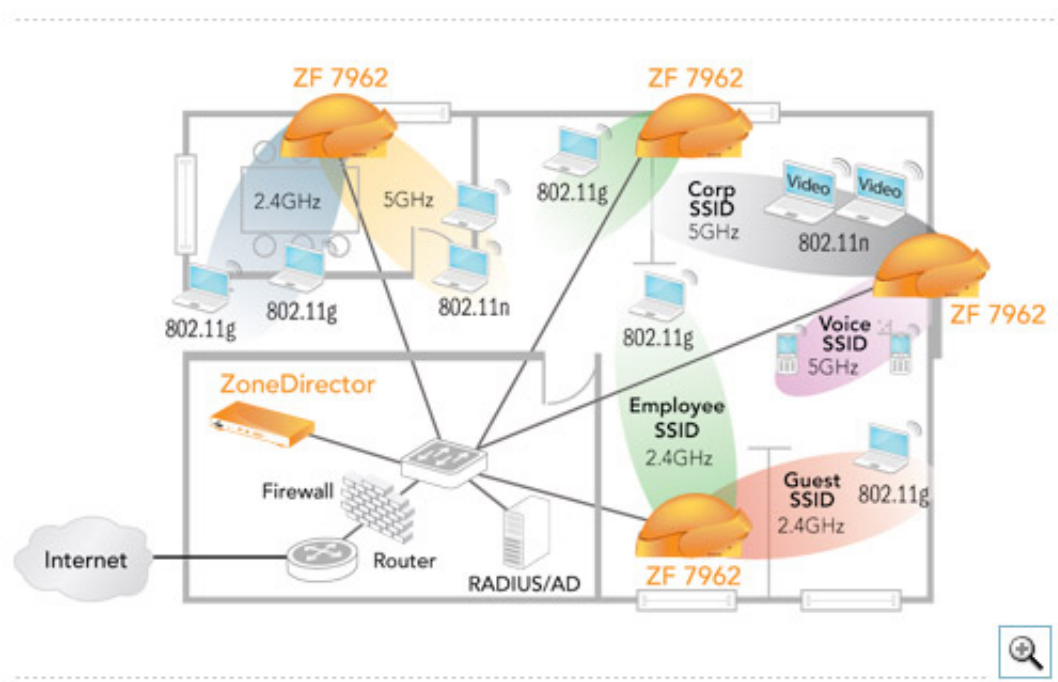 ZF 7962
ZF 7962
2.4GHz
5GHz
802.11g
802.11g
802.11n
802.11g
Corp
SSID
5GHz
Video
Video
802.11n
ZF 7962
Voice
SSID
5GHz
802.11g
Employee
SSID
2.4GHz
Guest
SSID
2.4GHz
802.11g
ZF 7962
ZoneDirector
Firewall
Router
RADIUS/AD
Internet